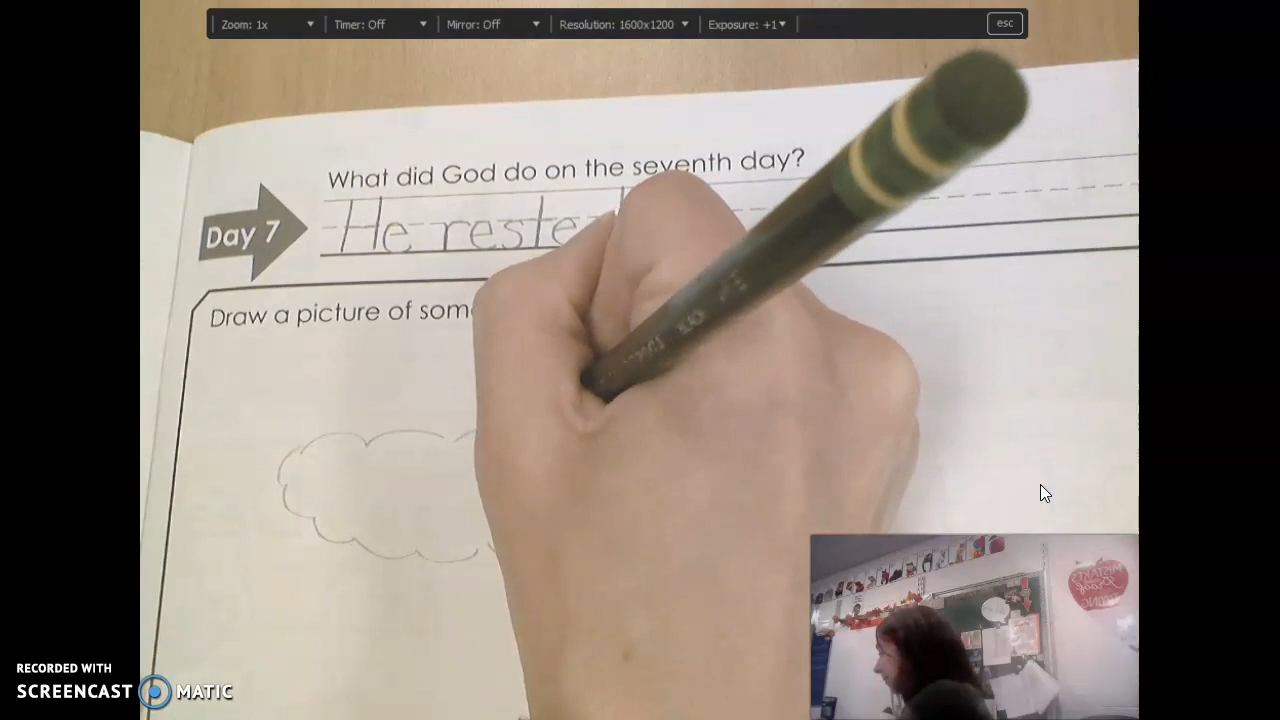 Zoom: 1x Timer: Off Mirror: Off Resolution: 1600x1200 Exposure: +1 esc
What did God do on the seventh day?
Day 7
He rested
Draw a picture of som
RECORDED WITH
SCREENCAST MATIC